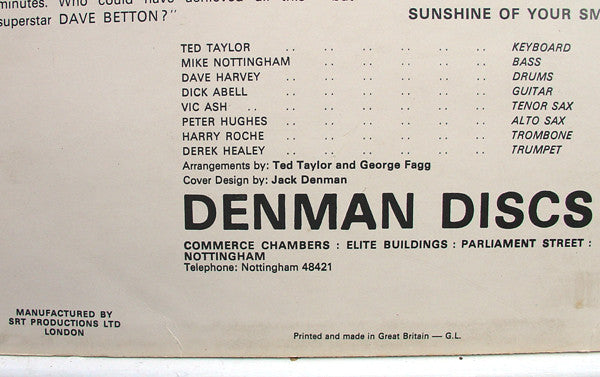 minutes. Who could have achieved all this
superstar DAVE BETTON?"
SUNSHINE OF YOUR SM
TED TAYLOR .. .. .. .. .. .. KEYBOARD
MIKE NOTTINGHAM .. .. .. .. .. BASS
DAVE HARVEY .. .. .. .. .. .. DRUMS
DICK ABELL .. .. .. .. .. .. GUITAR
VIC ASH .. .. .. .. .. .. .. TENOR SAX
PETER HUGHES .. .. .. .. .. .. ALTO SAX
HARRY ROCHE .. .. .. .. .. .. TROMBONE
DEREK HEALEY .. .. .. .. .. .. TRUMPET
Arrangements by: Ted Taylor and George Fagg
Cover Design by: Jack Denman
DENMAN DISCS
COMMERCE CHAMBERS : ELITE BUILDINGS : PARLIAMENT STREET :
NOTTINGHAM
Telephone: Nottingham 48421
MANUFACTURED BY
SRT PRODUCTIONS LTD
LONDON
Printed and made in Great Britain — G.L.